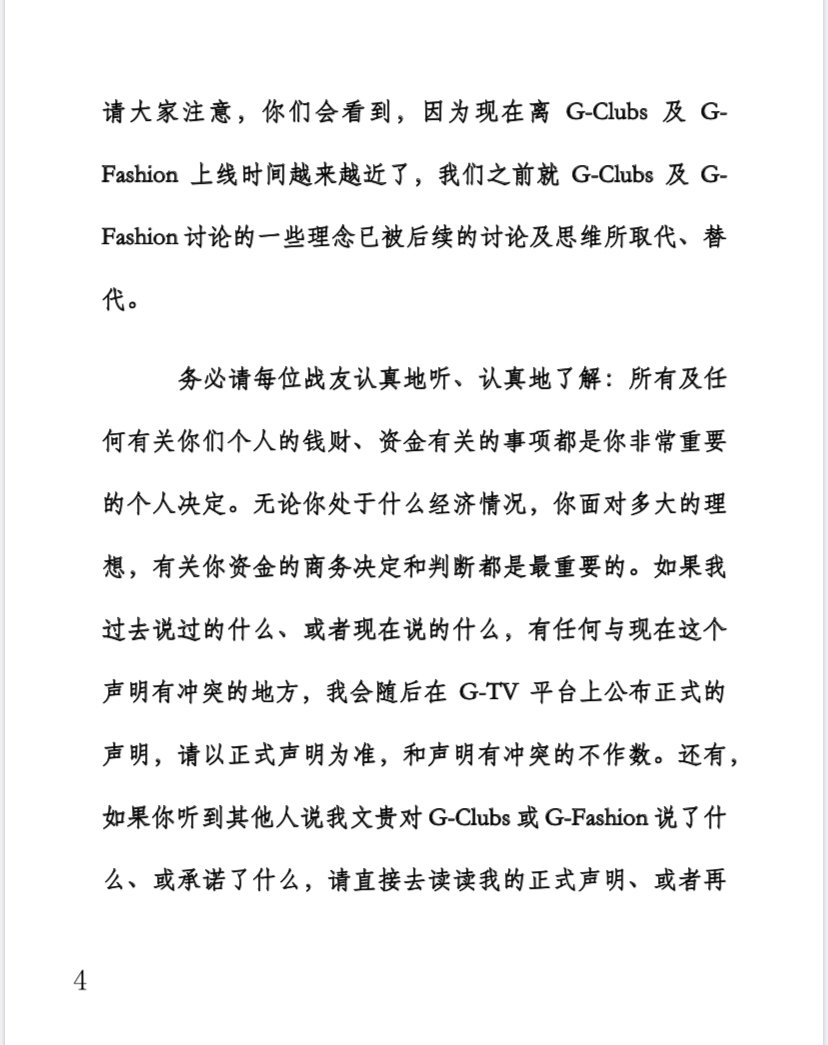 请大家注意，你们会看到，因为现在离 G-Clubs 及 G-
Fashion 上线时间越来越近了，我们之前就 G-Clubs 及 G-
Fashion 讨论的一些理念已被后续的讨论及思维所取代、替
代。
务必请每位战友认真地听、认真地了解：所有及任
何有关你们个人的钱财、资金有关的事项都是你非常重要
的个人决定。无论你处于什么经济情况，你面对多大的理
想，有关你资金的商务决定和判断都是最重要的。如果我
过去说过的什么、或者现在说的什么，有任何与现在这个
声明有冲突的地方，我会随后在 G-TV 平台上公布正式的
声明，请以正式声明为准，和声明有冲突的不作数。还有，
如果你听到其他人说我文贵对 G-Clubs 或 G-Fashion 说了什
么、或承诺了什么，请直接去读读我的正式声明、或者再
4